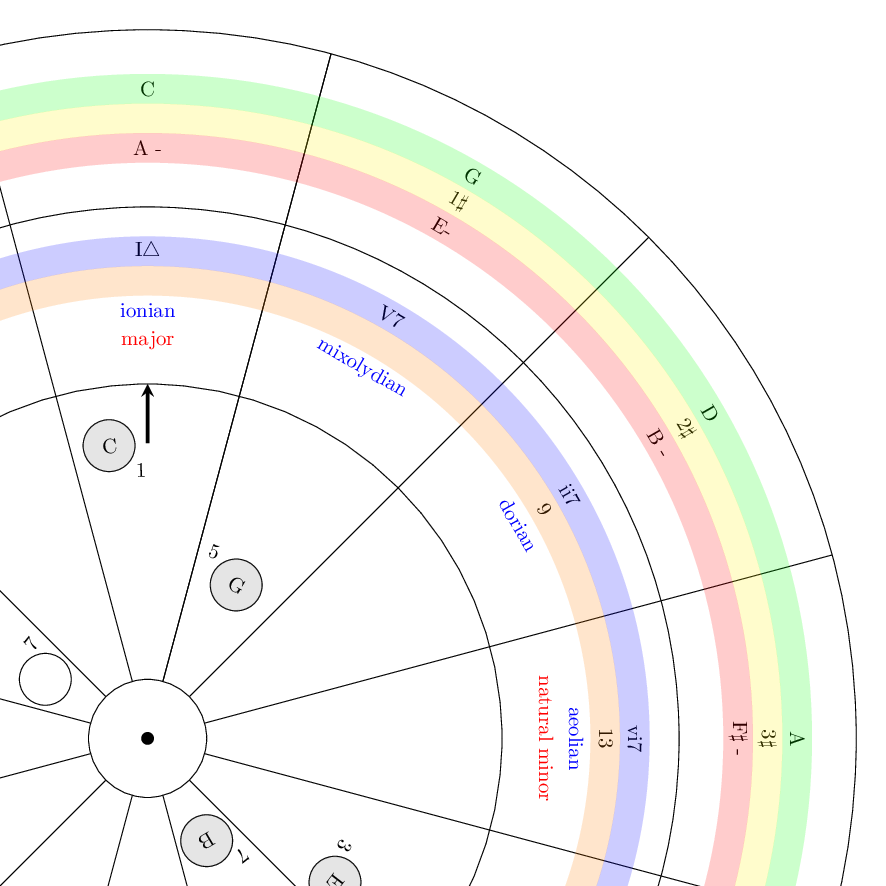 C
A -
I△
ionian
major
C
1
G
1♯
E-
V7
mixolydian
5
G
D
2♯
B -
ii7
9
dorian
A
3♯
F♯ -
vi7
13
aeolian
natural minor
7
B
7
3
E